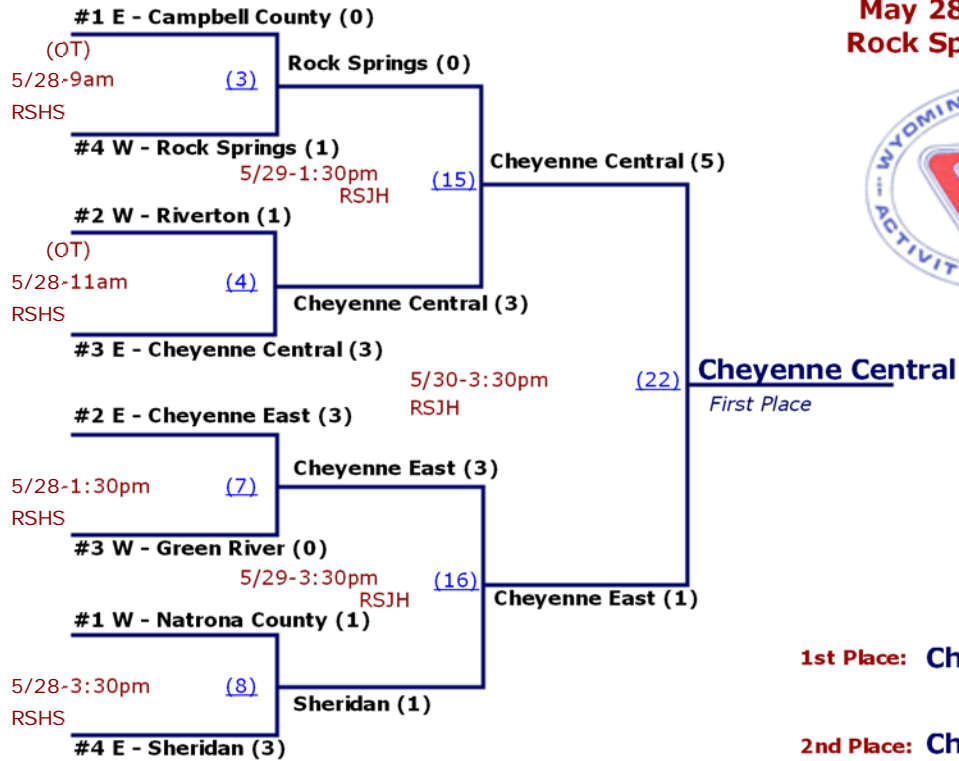 #1 E - Campbell County (0)
May 28
Rock Sp
(OT)
5/28-9am
RSHS
(3)
Rock Springs (0)
#4 W - Rock Springs (1)
5/29-1:30pm
RSJH
(15)
Cheyenne Central (5)
#2 W - Riverton (1)
(OT)
5/28-11am
RSHS
(4)
Cheyenne Central (3)
#3 E - Cheyenne Central (3)
5/30-3:30pm
RSJH
(22)
Cheyenne Central
First Place
#2 E - Cheyenne East (3)
5/28-1:30pm
RSHS
(7)
Cheyenne East (3)
#3 W - Green River (0)
5/29-3:30pm
RSJH
(16)
Cheyenne East (1)
#1 W - Natrona County (1)
5/28-3:30pm
RSHS
(8)
Sheridan (1)
#4 E - Sheridan (3)
WYOMIN
ACTIVIT
1st Place: Ch
2nd Place: Ch